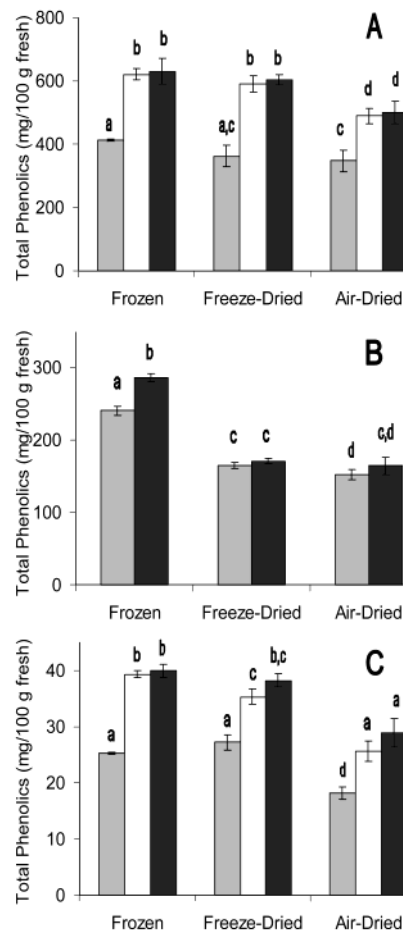 A
Total Phenolics (mg/100 g fresh)
800
600
400
200
0
a b b
a,c b b
c d d
Frozen Freeze-Dried Air-Dried
B
Total Phenolics (mg/100 g fresh)
300
200
100
0
a b
c c
d c,d
Frozen Freeze-Dried Air-Dried
C
Total Phenolics (mg/100 g fresh)
40
30
20
10
0
a b b
a c b,c
d a a
Frozen Freeze-Dried Air-Dried